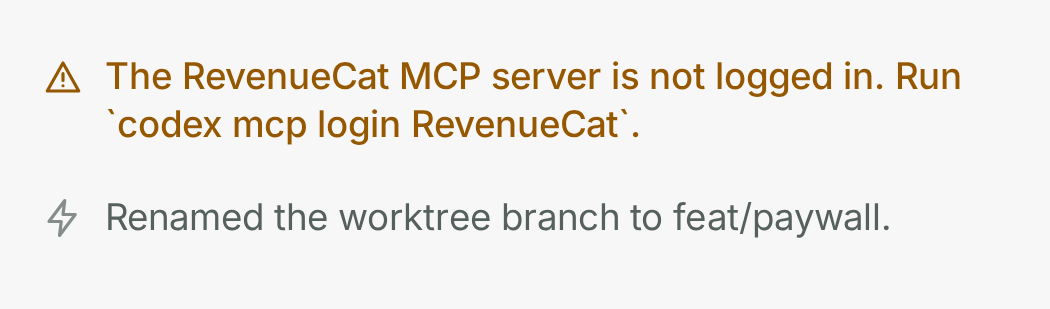 The RevenueCat MCP server is not logged in. Run
`codex mcp login RevenueCat`.
Renamed the worktree branch to feat/paywall.